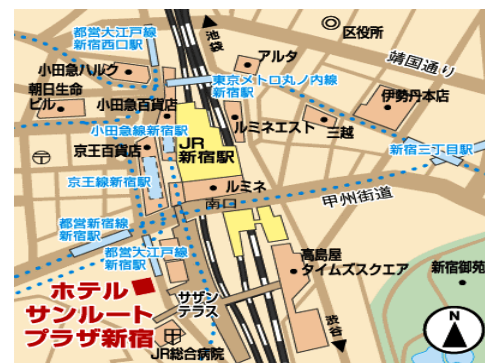 都営大江戸線
新宿西口駅
池袋
区役所
小田急ハルク
アルタ
靖国通り
朝日生命
ビル
小田急百貨店
東京メトロ丸ノ内線
新宿駅
伊勢丹本店
小田急線新宿駅
ルミネエスト
三越
京王百貨店
JR
新宿駅
新宿三丁目駅
京王線新宿駅
ルミネ
南口
甲州街道
都営新宿線
新宿駅
都営大江戸線
新宿駅
高島屋
タイムズスクエア
新宿御苑
ホテル
サンルート
プラザ新宿
サザン
テラス
JR総合病院
渋谷
N